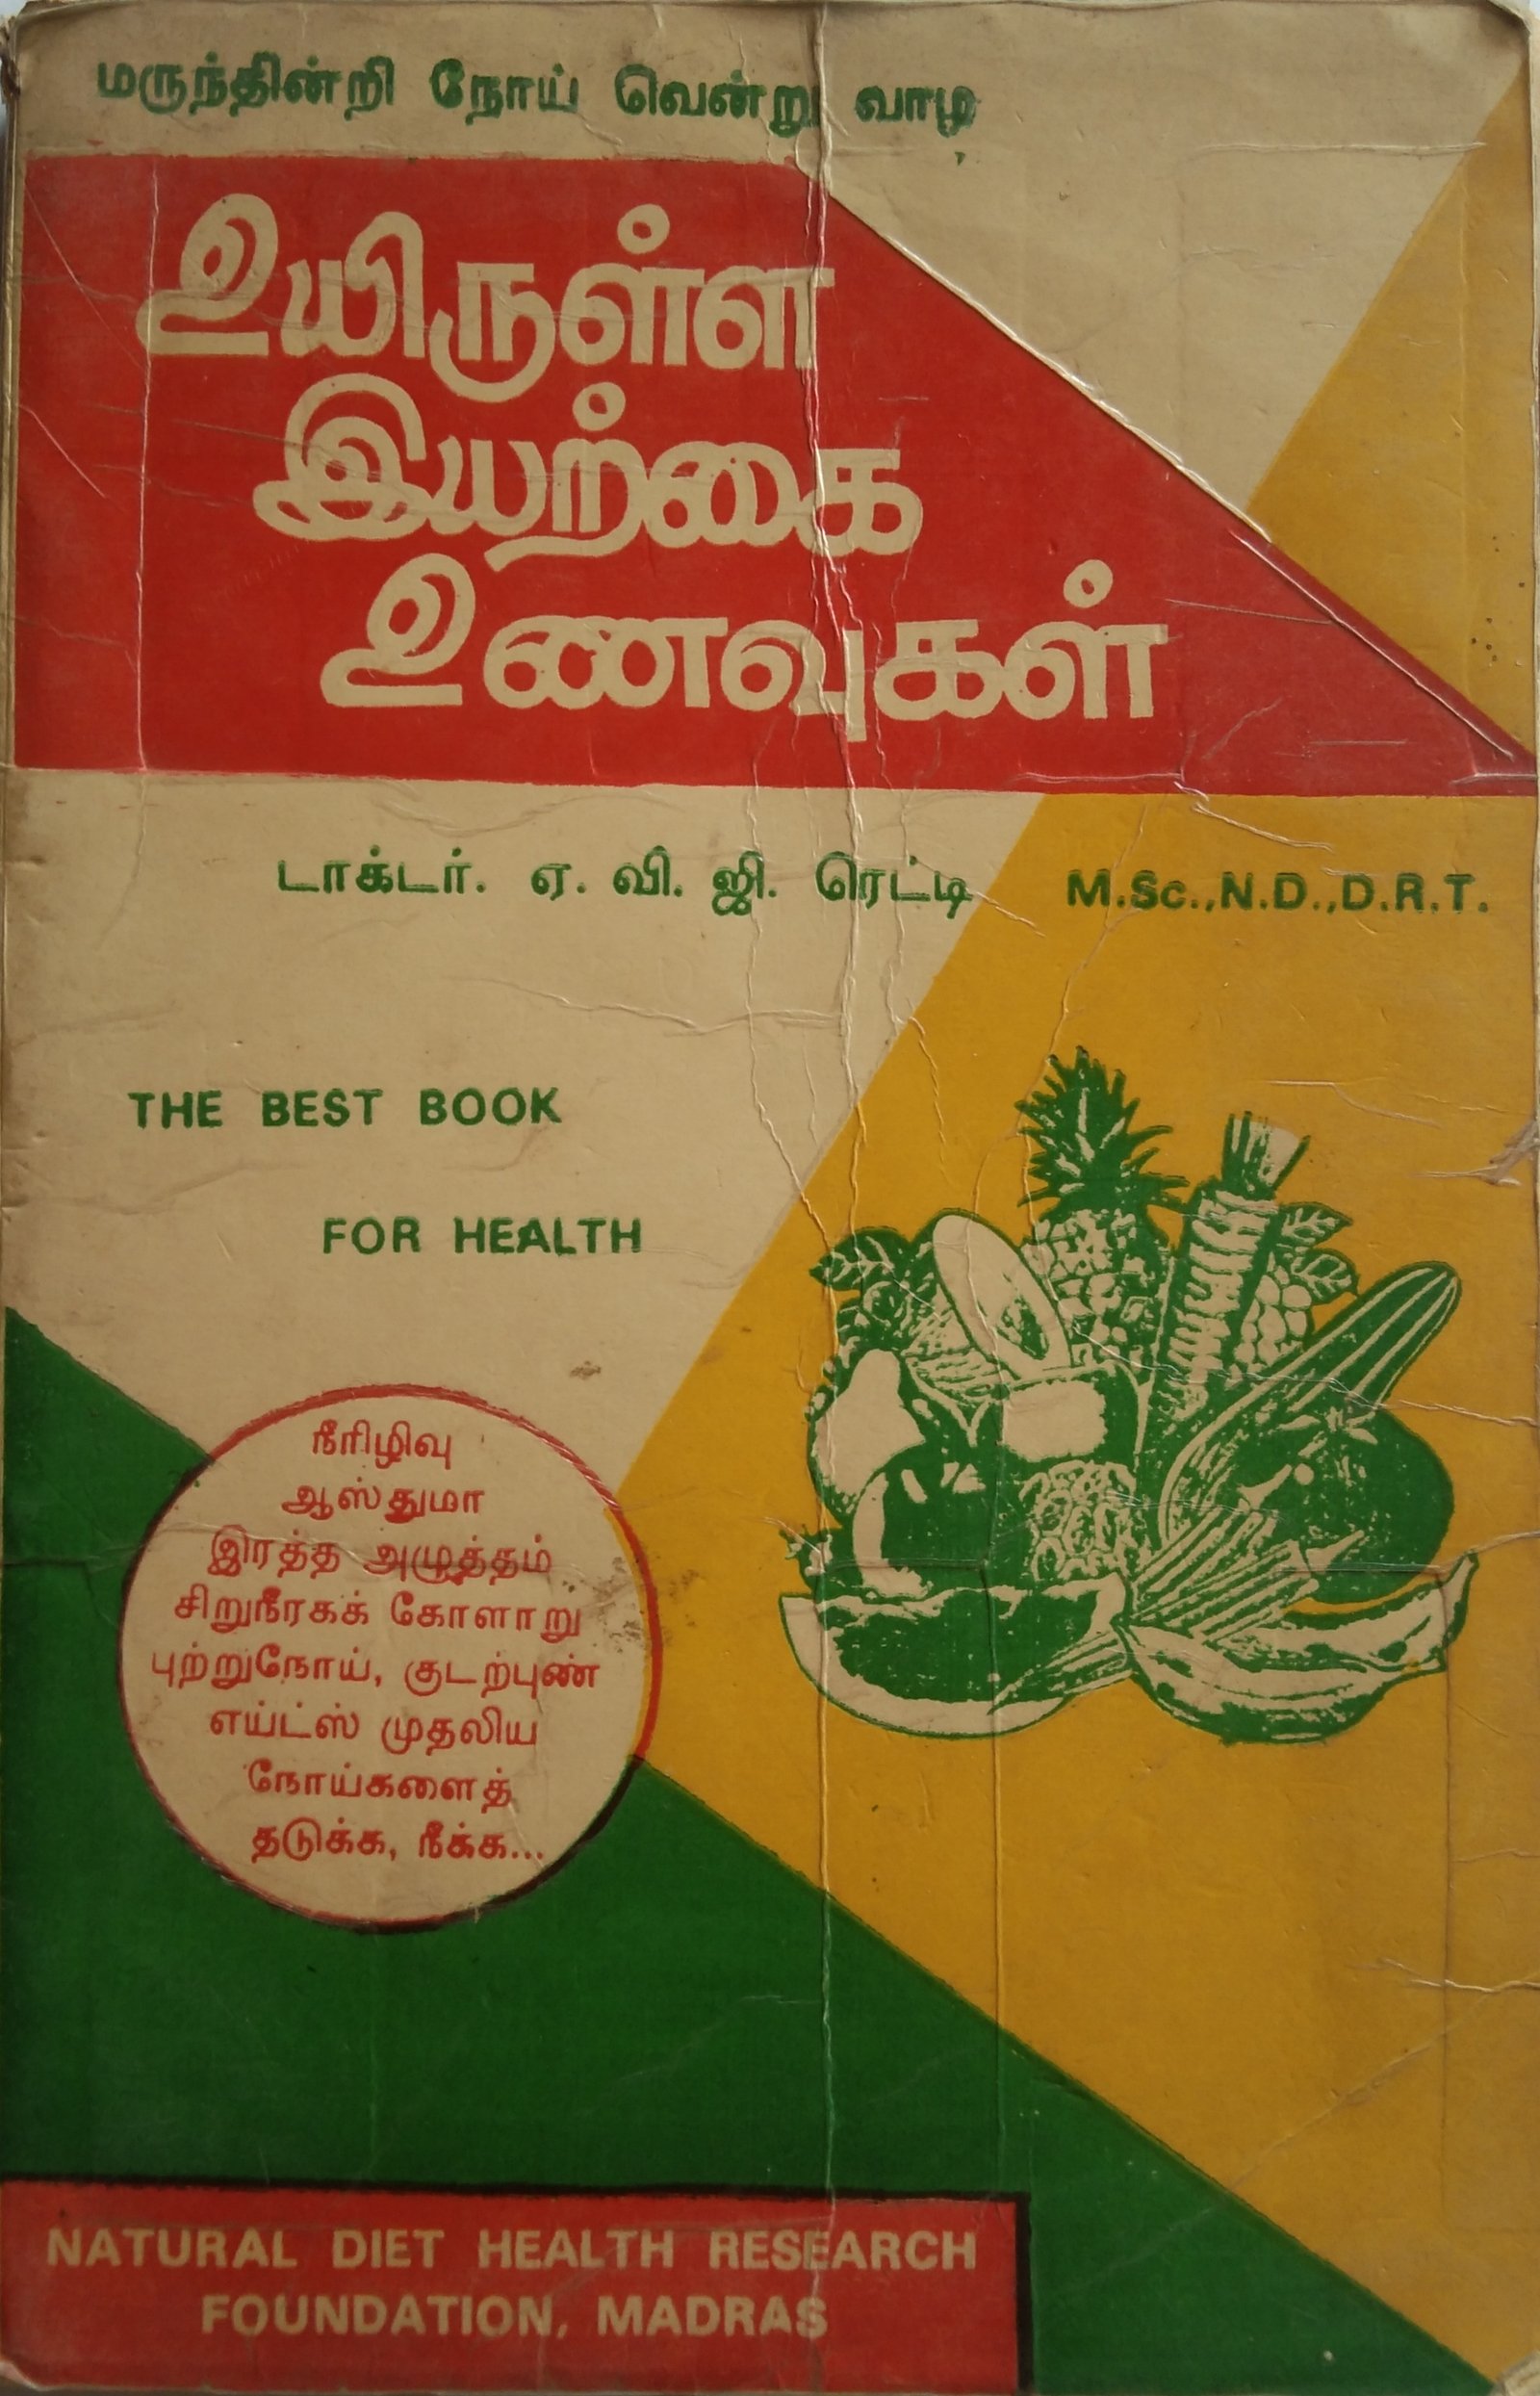 மருந்தின்றி நோய் வென்று வாழ
உயிருள்ள
இயற்கை
உணவுகள்
டாக்டர். ஏ. வி. ஜி. ரெட்டி M.Sc.,N.D.,D.R.T.
THE BEST BOOK
FOR HEALTH
நீரிழிவு
ஆஸ்துமா
இரத்த அழுத்தம்
சிறுநீரகக் கோளாறு
புற்றுநோய், குடற்புண்
எய்ட்ஸ் முதலிய
நோய்களைத்
தடுக்க, நீக்க...
NATURAL DIET HEALTH RESEARCH
FOUNDATION, MADRAS